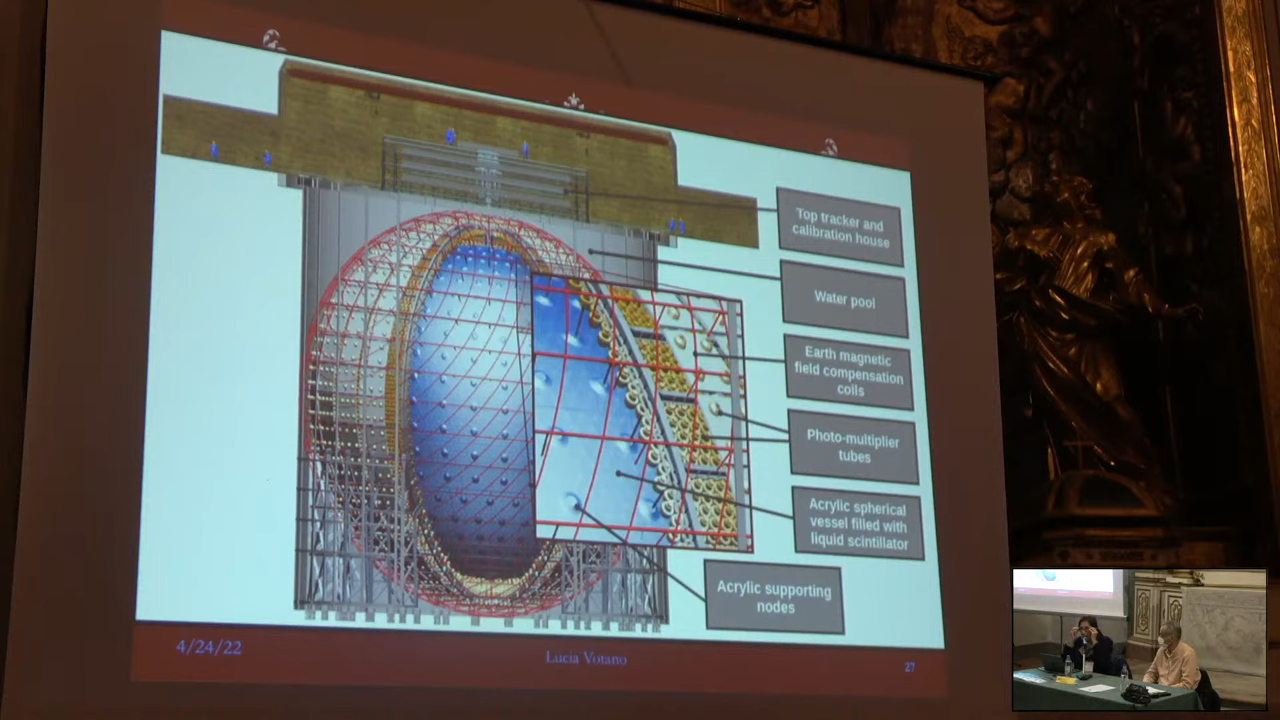 Top tracker and
calibration house
Water pool
Earth magnetic
field compensation
coils
Photo-multiplier
tubes
Acrylic spherical
vessel filled with
liquid scintillator
Acrylic supporting
nodes
4/24/22
Lucia Votano
27